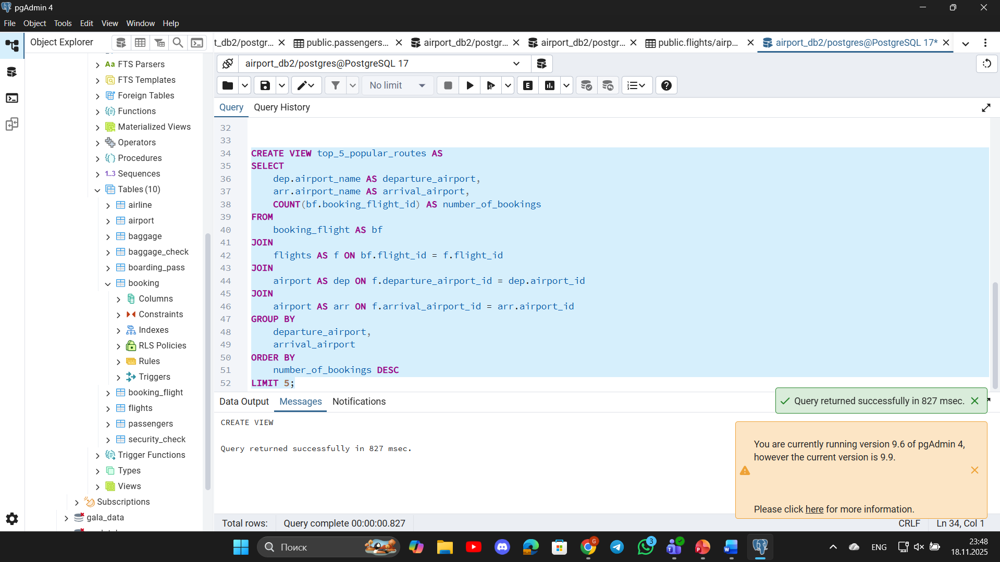 pgAdmin 4
File Object Tools Edit View Window Help
Object Explorer
t_db2/postgr... public.passengers... airport_db2/postgr... airport_db2/postgr... public.flights/airp... airport_db2/postgres@PostgreSQL 17*
airport_db2/postgres@PostgreSQL 17
No limit
E
Query Query History
Aa FTS Parsers
FTS Templates
Foreign Tables
Functions
Materialized Views
Operators
Procedures
1..3 Sequences
Tables (10)
airline
airport
baggage
baggage_check
boarding_pass
booking
Columns
Constraints
Indexes
RLS Policies
Rules
Triggers
booking_flight
flights
passengers
security_check
Trigger Functions
Types
Views
Subscriptions
gala_data
32
33
34 CREATE VIEW top_5_popular_routes AS
35 SELECT
36 dep.airport_name AS departure_airport,
37 arr.airport_name AS arrival_airport,
38 COUNT(bf.booking_flight_id) AS number_of_bookings
39 FROM
40 booking_flight AS bf
41 JOIN
42 flights AS f ON bf.flight_id = f.flight_id
43 JOIN
44 airport AS dep ON f.departure_airport_id = dep.airport_id
45 JOIN
46 airport AS arr ON f.arrival_airport_id = arr.airport_id
47 GROUP BY
48 departure_airport,
49 arrival_airport
50 ORDER BY
51 number_of_bookings DESC
52 LIMIT 5;
Data Output Messages Notifications
CREATE VIEW
Query returned successfully in 827 msec.
Query returned successfully in 827 msec.
You are currently running version 9.6 of pgAdmin 4,
however the current version is 9.9.
Please click here for more information.
Total rows: Query complete 00:00:00.827 CRLF Ln 34, Col 1
Поиск
G
3
ENG
23:48
18.11.2025